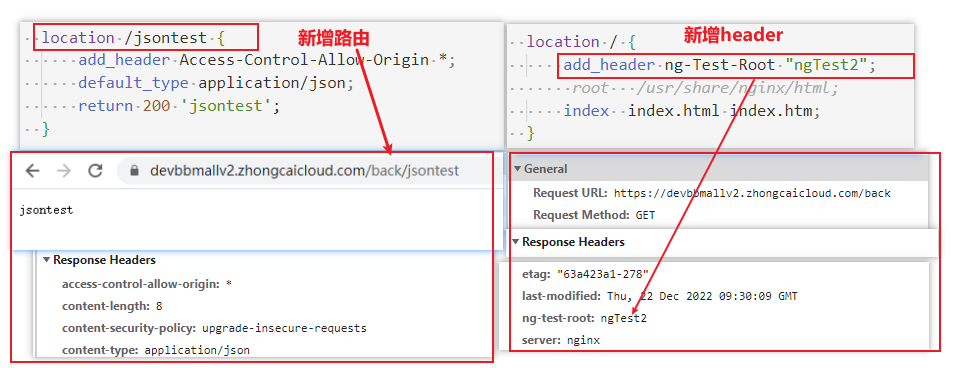 location /jsontest {
add_header Access-Control-Allow-Origin *;
default_type application/json;
return 200 'jsontest';
}
新增路由
devbbmallv2.zhongcaicloud.com/back/jsontest
jsontest
Response Headers
access-control-allow-origin: *
content-length: 8
content-security-policy: upgrade-insecure-requests
content-type: application/json
新增header
location / {
add_header ng-Test-Root "ngTest2";
root /usr/share/nginx/html;
index index.html index.htm;
}
General
Request URL: https://devbbmallv2.zhongcaicloud.com/back
Request Method: GET
Response Headers
etag: "63a423a1-278"
last-modified: Thu, 22 Dec 2022 09:30:09 GMT
ng-test-root: ngTest2
server: nginx